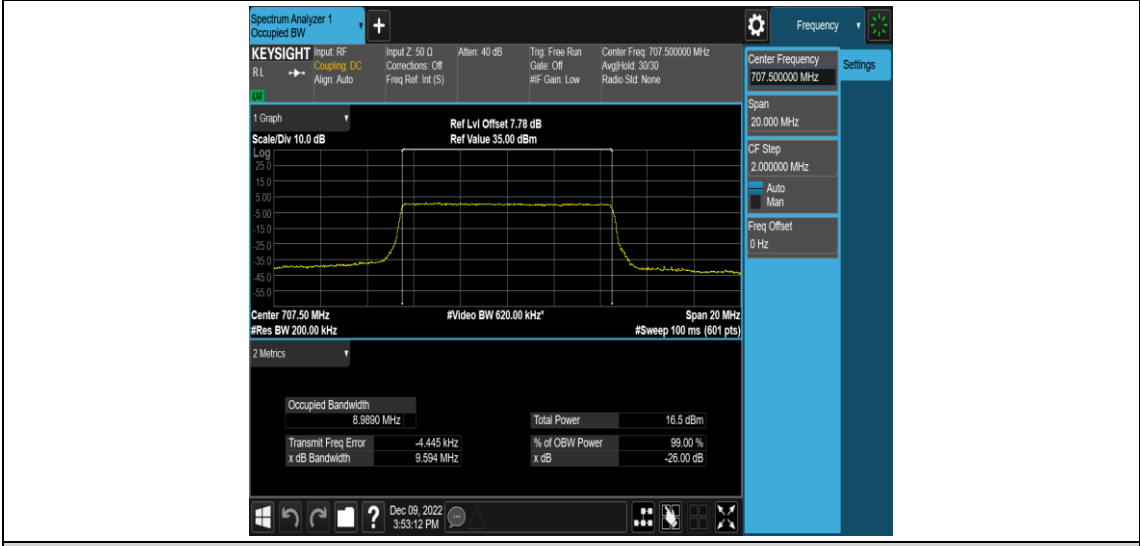 Spectrum Analyzer 1
Occupied BW
+
Frequency
KEYSIGHT
R L
Input: RF
Coupling: DC
Align: Auto
Input Z: 50 Ω
Corrections: Off
Freq Ref: Int (S)
Atten: 40 dB
Trig: Free Run
Gate: Off
#IF Gain: Low
Center Freq: 707.500000 MHz
Avg|Hold: 30/30
Radio Std: None
Center Frequency
707.500000 MHz
Settings
Span
20.000 MHz
CF Step
2.000000 MHz
Auto
Man
Freq Offset
0 Hz
1 Graph
Ref Lvl Offset 7.78 dB
Scale/Div 10.0 dB
Ref Value 35.00 dBm
Log
25.0
15.0
5.00
-5.00
-15.0
-25.0
-35.0
-45.0
-55.0
Center 707.50 MHz
#Video BW 620.00 kHz*
Span 20 MHz
#Res BW 200.00 kHz
#Sweep 100 ms (601 pts)
2 Metrics
Occupied Bandwidth
8.9890 MHz
Total Power
16.5 dBm
Transmit Freq Error
-4.445 kHz
% of OBW Power
99.00 %
x dB Bandwidth
9.594 MHz
x dB
-26.00 dB
?
Dec 09, 2022
3:53:12 PM